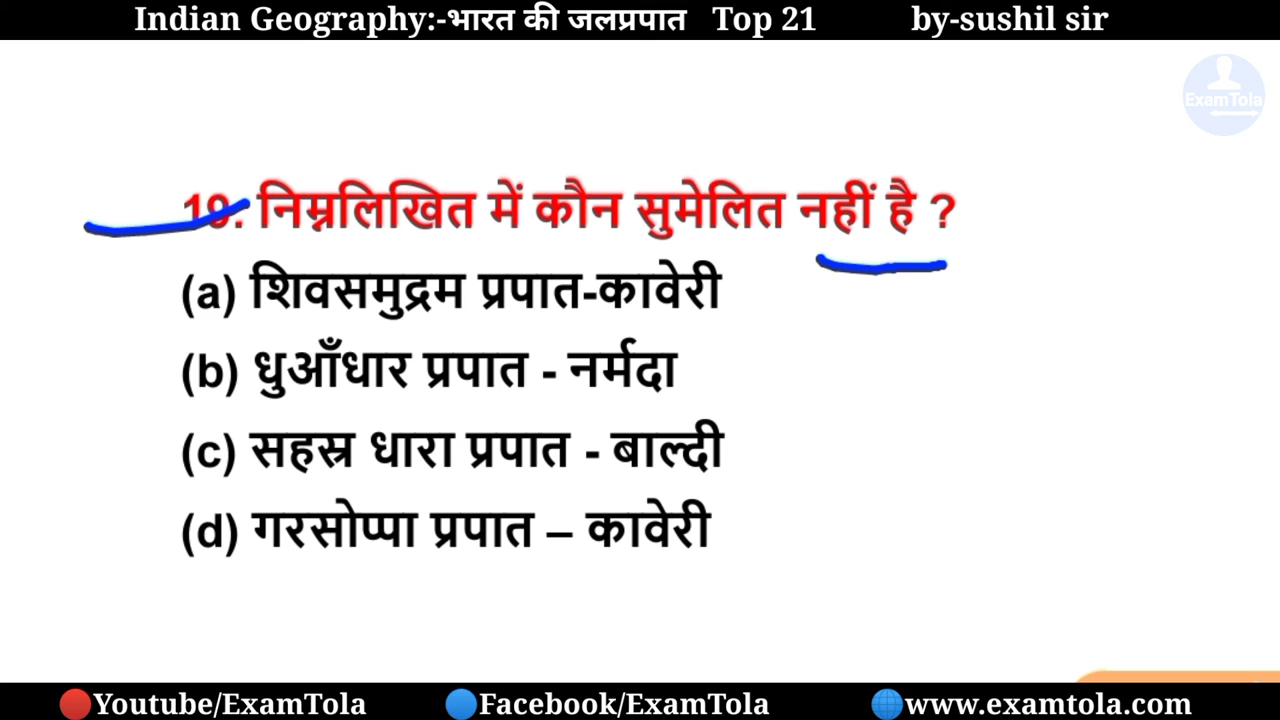 Indian Geography:-भारत की जलप्रपात Top 21 by-sushil sir
ExamTola
19. निम्नलिखित में कौन सुमेलित नहीं है ?
(a) शिवसमुद्रम प्रपात-कावेरी
(b) धुआँधार प्रपात - नर्मदा
(c) सहस्र धारा प्रपात - बाल्दी
(d) गरसोप्पा प्रपात – कावेरी
Youtube/ExamTola Facebook/ExamTola www.examtola.com